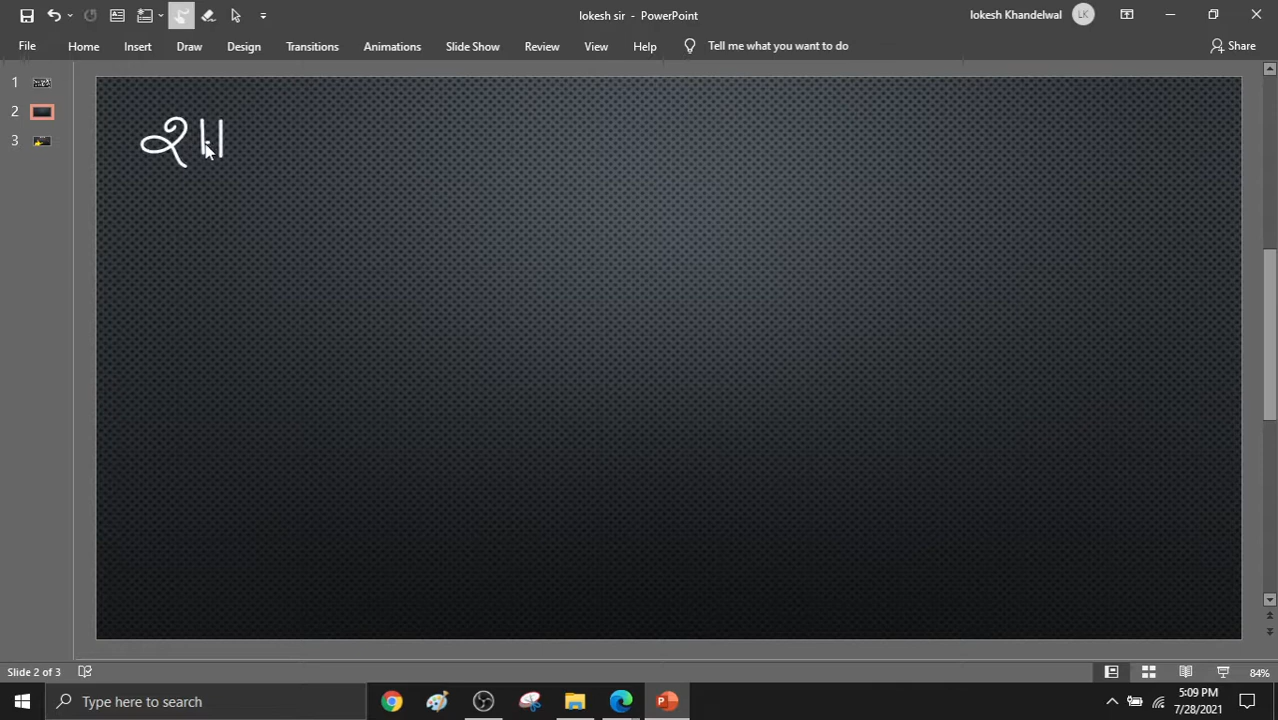 lokesh sir - PowerPoint
lokesh Khandelwal
LK
File Home Insert Draw Design Transitions Animations Slide Show Review View Help Tell me what you want to do Share
1
2
3
Slide 2 of 3
84%
Type here to search
5:09 PM
7/28/2021